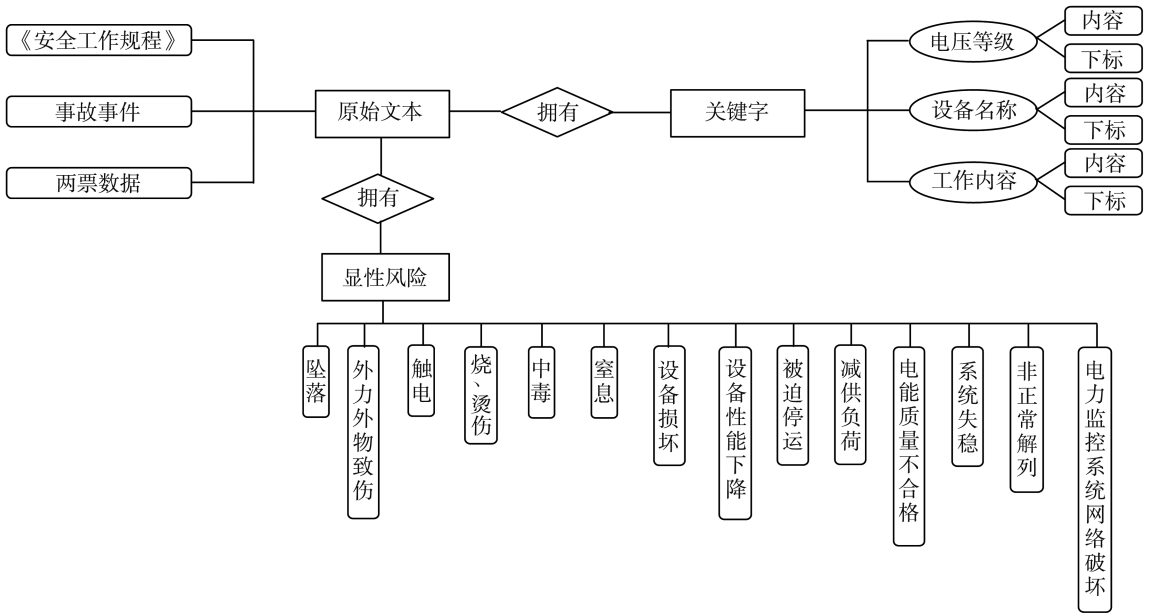 《安全工作规程》
事故事件
两票数据
原始文本
拥有
关键字
电压等级
内容
下标
设备名称
内容
下标
工作内容
内容
下标
拥有
显性风险
坠落
外力外物致伤
触电
烧、烫伤
中毒
窒息
设备损坏
设备性能下降
被迫停运
减供负荷
电能质量不合格
系统失稳
非正常解列
电力监控系统网络破坏